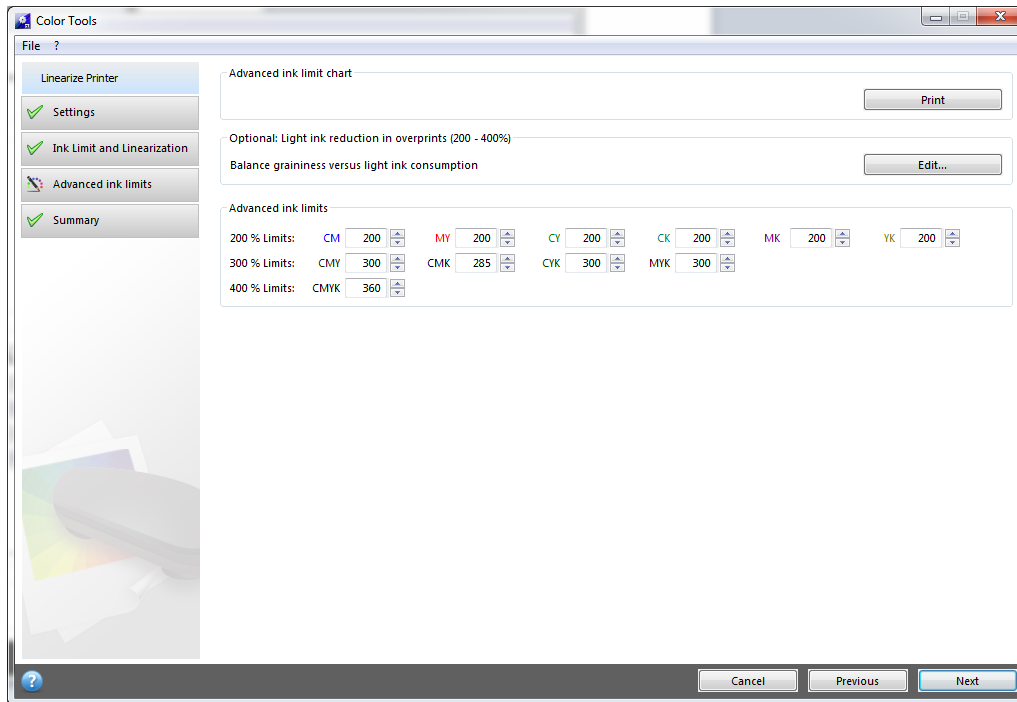 Color Tools
File ?
Linearize Printer
Settings
Ink Limit and Linearization
Advanced ink limits
Summary
Advanced ink limit chart
Print
Optional: Light ink reduction in overprints (200 - 400%)
Balance graininess versus light ink consumption
Edit...
Advanced ink limits
200 % Limits: CM 200 MY 200 CY 200 CK 200 MK 200 YK 200
300 % Limits: CMY 300 CMK 285 CYK 300 MYK 300
400 % Limits: CMYK 360
? Cancel Previous Next